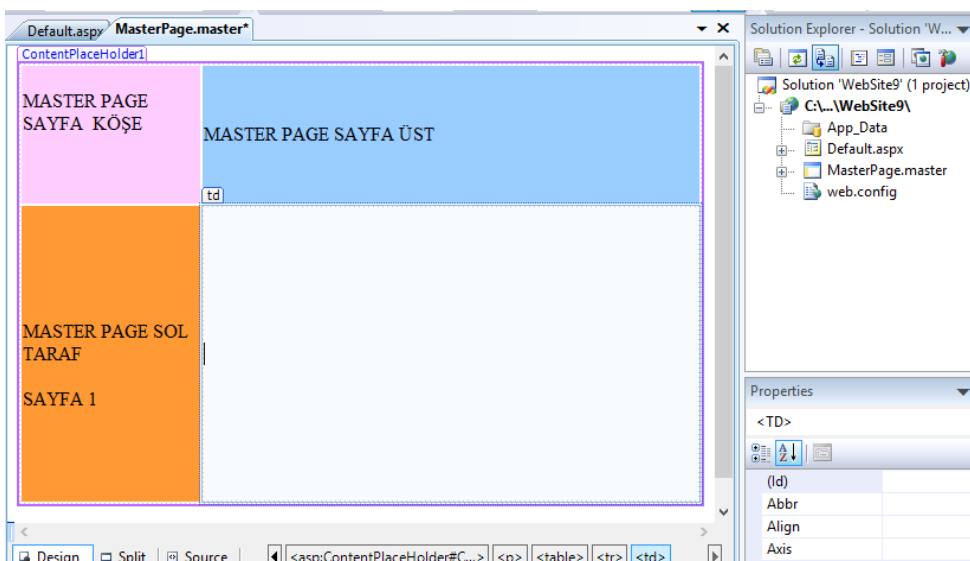 Default.aspx
MasterPage.master*
ContentPlaceHolder1
MASTER PAGE
SAYFA KÖŞE
MASTER PAGE SAYFA ÜST
td
MASTER PAGE SOL
TARAF
SAYFA 1
Design
Split
Source
<asp:ContentPlaceHolder#C...>
<p>
<table>
<tr>
<td>
Solution Explorer - Solution 'W...
Solution 'WebSite9' (1 project)
C:\...\WebSite9\
App_Data
Default.aspx
MasterPage.master
web.config
Properties
<TD>
(Id)
Abbr
Align
Axis